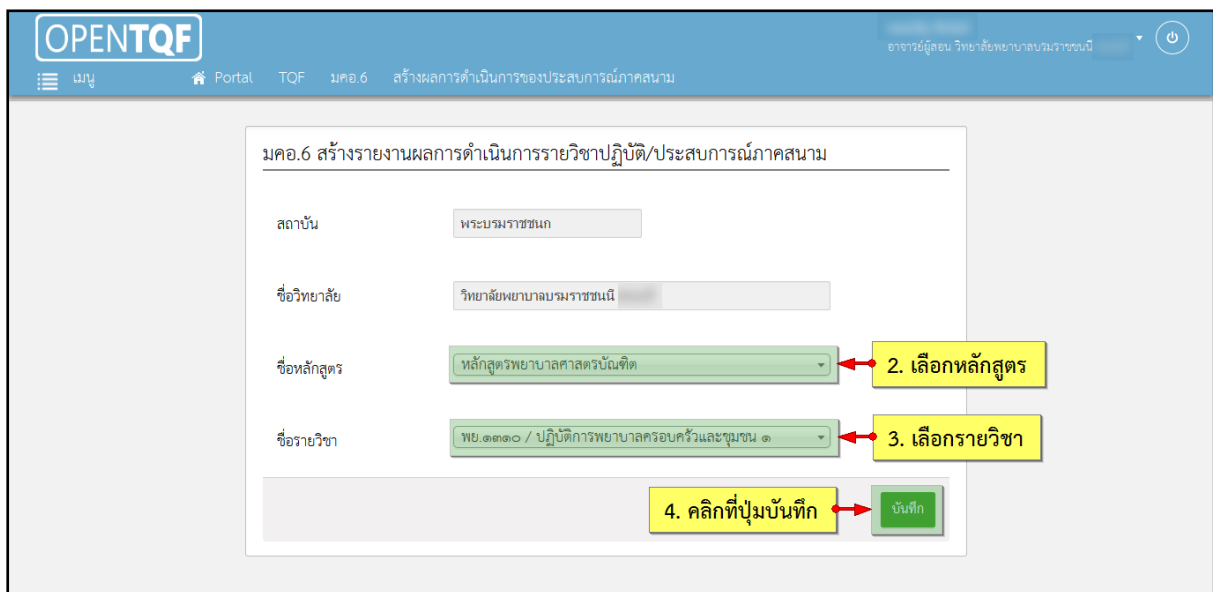 OPENTQF
อาจารย์ผู้สอน วิทยาลัยพยาบาลบรมราชชนนี
เมนู Portal TQF มคอ.6 สร้างผลการดำเนินการของประสบการณ์ภาคสนาม
มคอ.6 สร้างรายงานผลการดำเนินการรายวิชาปฏิบัติ/ประสบการณ์ภาคสนาม
สถาบัน พระบรมราชชนก
ชื่อวิทยาลัย วิทยาลัยพยาบาลบรมราชชนนี
ชื่อหลักสูตร หลักสูตรพยาบาลศาสตรบัณฑิต 2. เลือกหลักสูตร
ชื่อรายวิชา พย.๑๓๑๐ / ปฏิบัติการพยาบาลครอบครัวและชุมชน ๑ 3. เลือกรายวิชา
4. คลิกที่ปุ่มบันทึก บันทึก